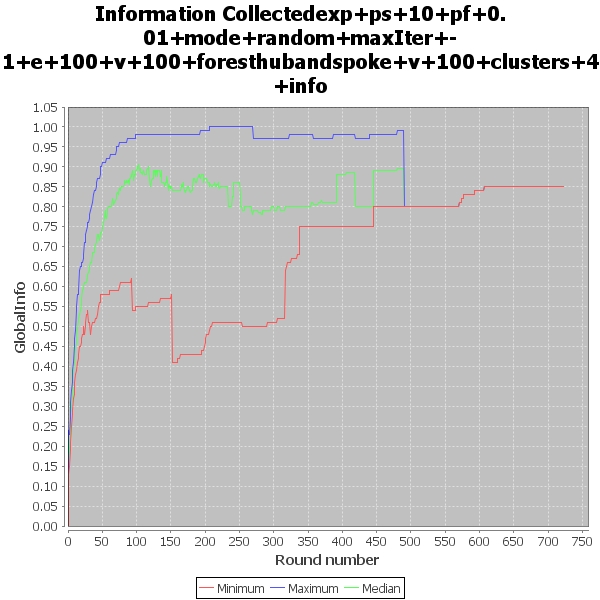 Information Collectedexp+ps+10+pf+0.
01+mode+random+maxIter+-
1+e+100+v+100+foresthubandspoke+v+100+clusters+4
+info
1.05
1.00
0.95
0.90
0.85
0.80
0.75
0.70
0.65
0.60
0.55
0.50
0.45
0.40
0.35
0.30
0.25
0.20
0.15
0.10
0.05
0.00
GlobalInfo
0 50 100 150 200 250 300 350 400 450 500 550 600 650 700 750
Round number
Minimum Maximum Median